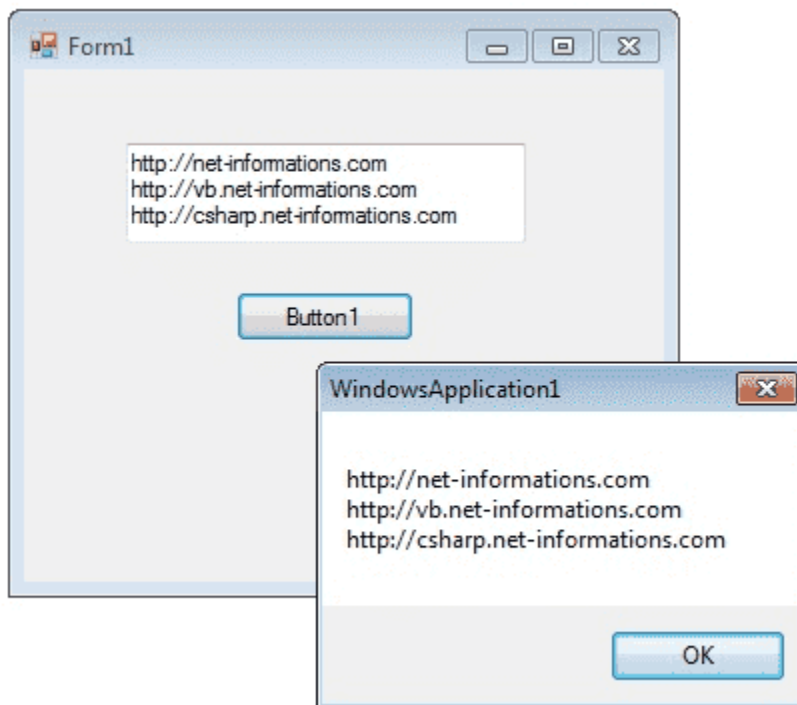 Form1
http://net-informations.com
http://vb.net-informations.com
http://csharp.net-informations.com
Button1
WindowsApplication1
http://net-informations.com
http://vb.net-informations.com
http://csharp.net-informations.com
OK